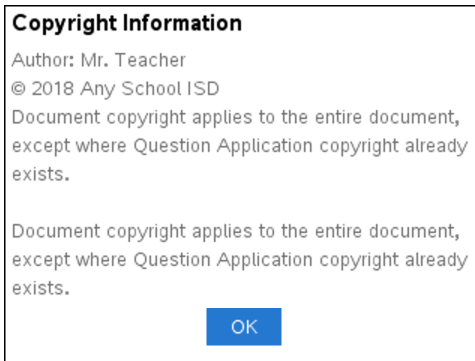 Copyright Information
Author: Mr. Teacher
© 2018 Any School ISD
Document copyright applies to the entire document,
except where Question Application copyright already
exists.
Document copyright applies to the entire document,
except where Question Application copyright already
exists.
OK